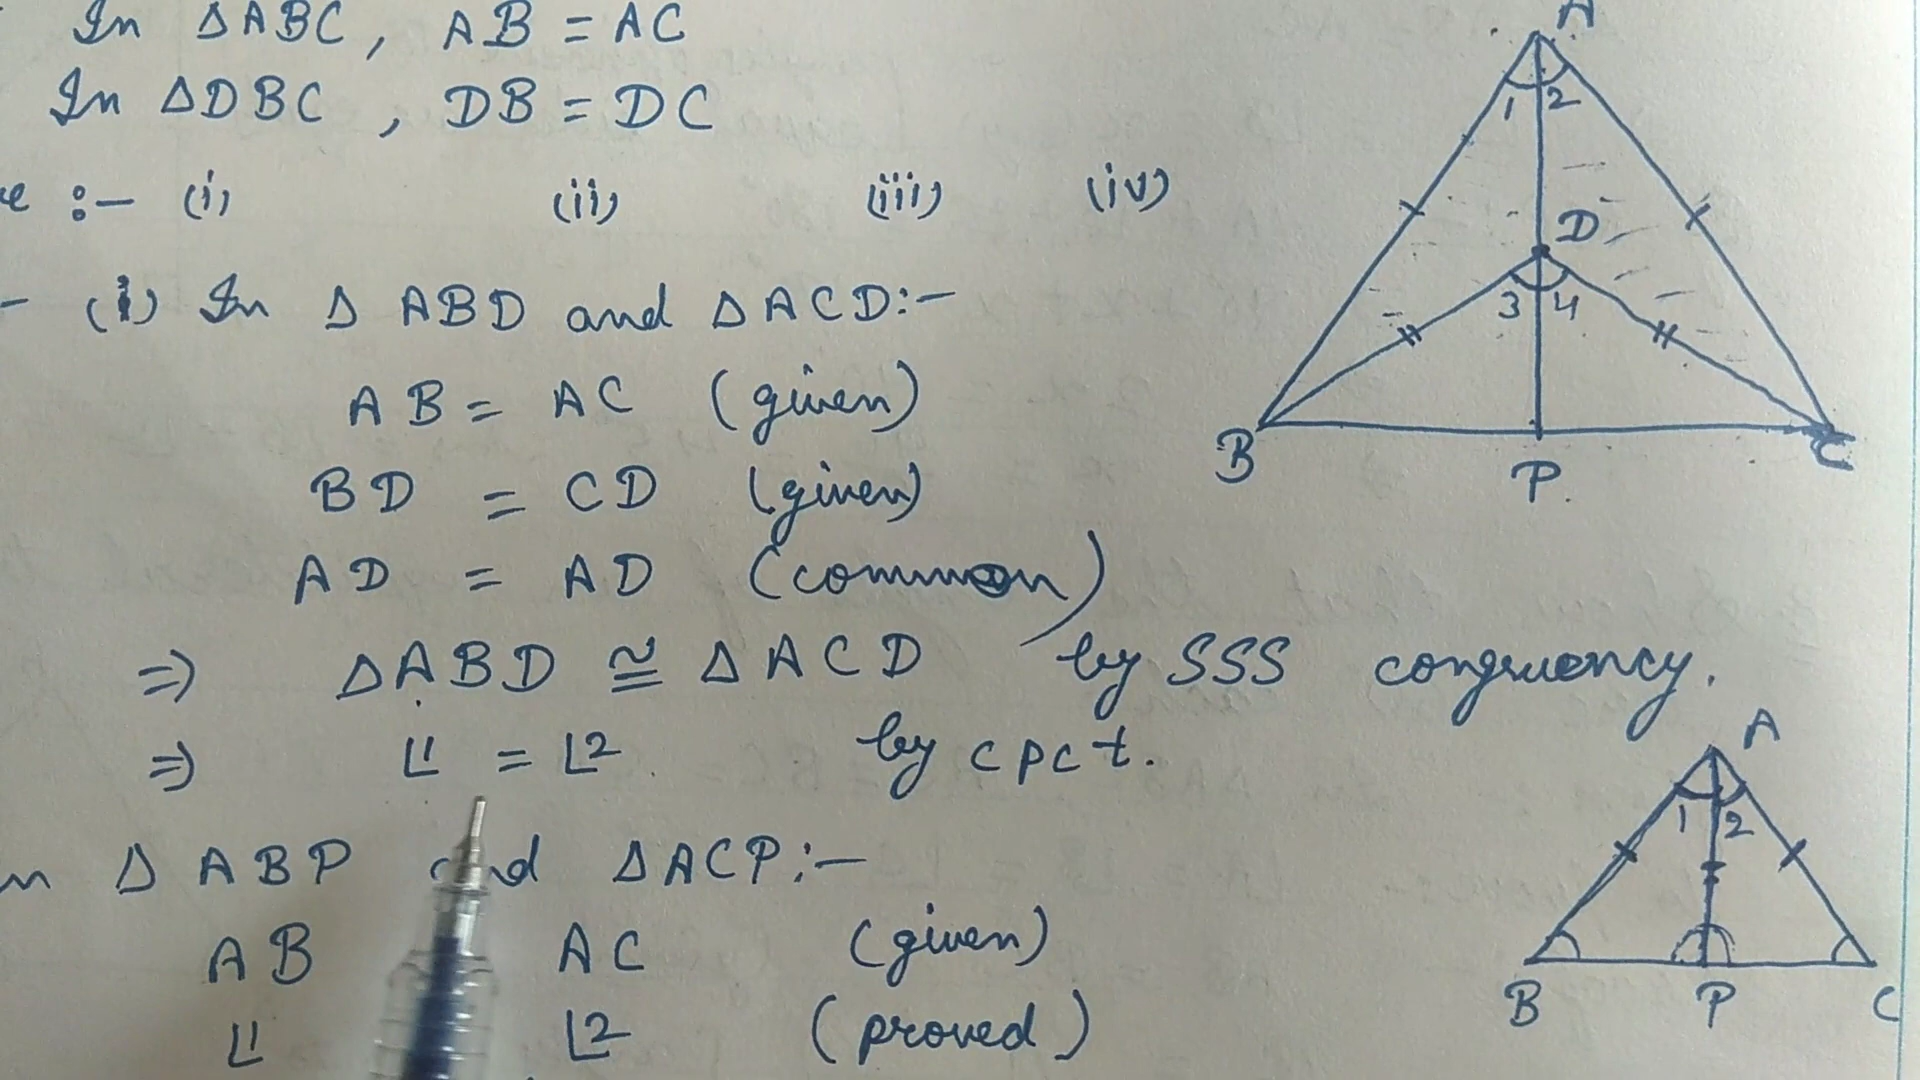 In ΔABC, AB = AC
In ΔDBC, DB = DC
:- (i) (ii) (iii) (iv)
- (i) In Δ ABD and ΔACD:-
AB = AC (given)
BD = CD (given)
AD = AD (common)
⇒ ΔABD ≅ ΔACD by SSS congruency.
⇒ ∠1 = ∠2 by cpct.
Δ ABP and ΔACP:-
AB AC (given)
∠1 ∠2 (proved)
A
1 2
D
3 4
B P. C
A
1 2
B P C